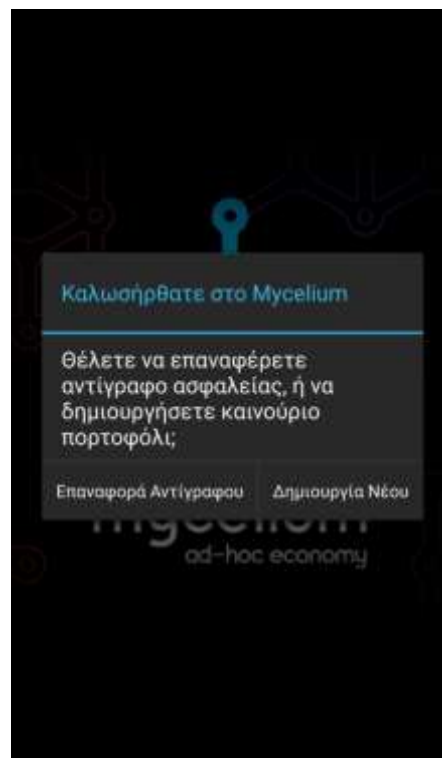 Καλωσήρθατε στο Mycelium
Θέλετε να επαναφέρετε
αντίγραφο ασφαλείας, ή να
δημιουργήσετε καινούριο
πορτοφόλι;
Επαναφορά Αντίγραφου Δημιουργία Νέου
mycelium
ad-hoc economy